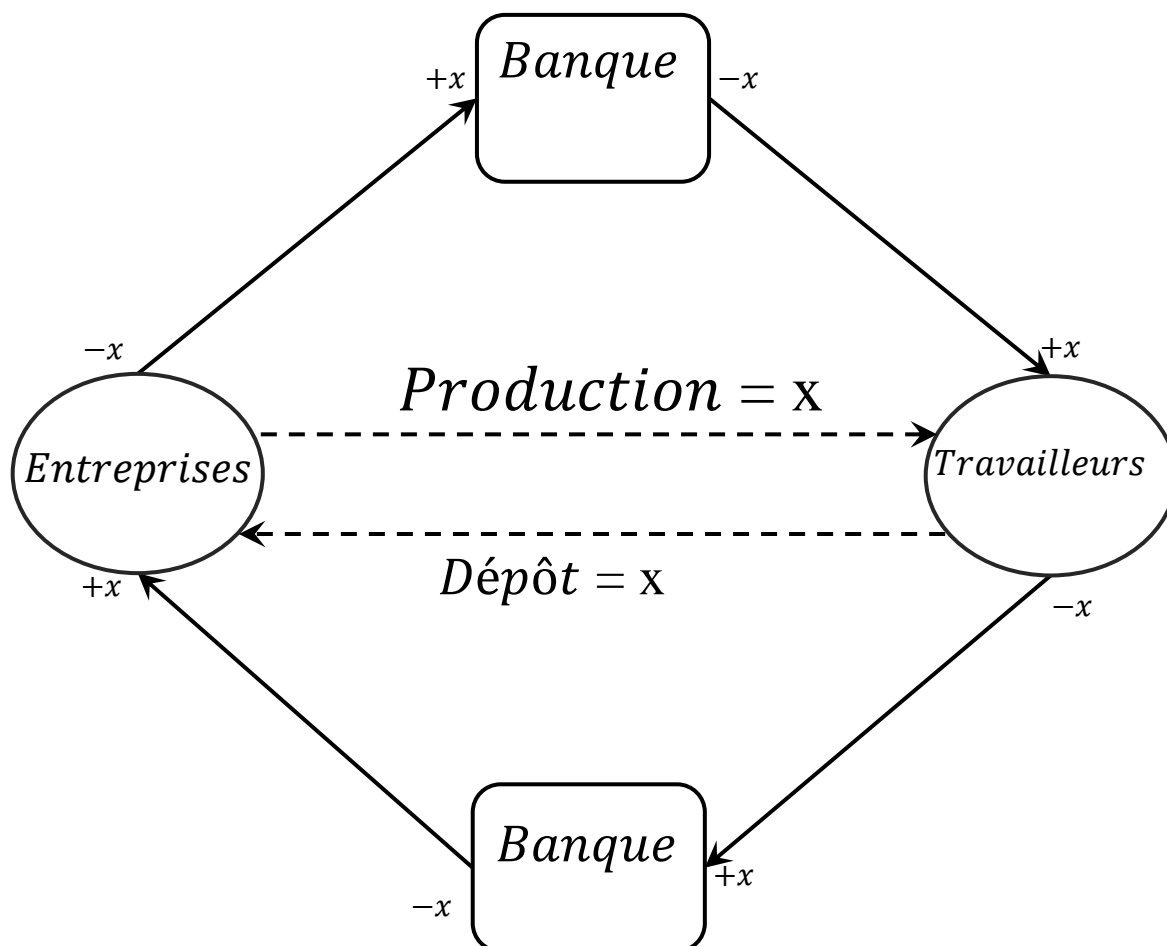 Banque
+x
−x
−x
+x
Production = x
Entreprises
Travailleurs
Dépôt = x
+x
−x
Banque
+x
−x